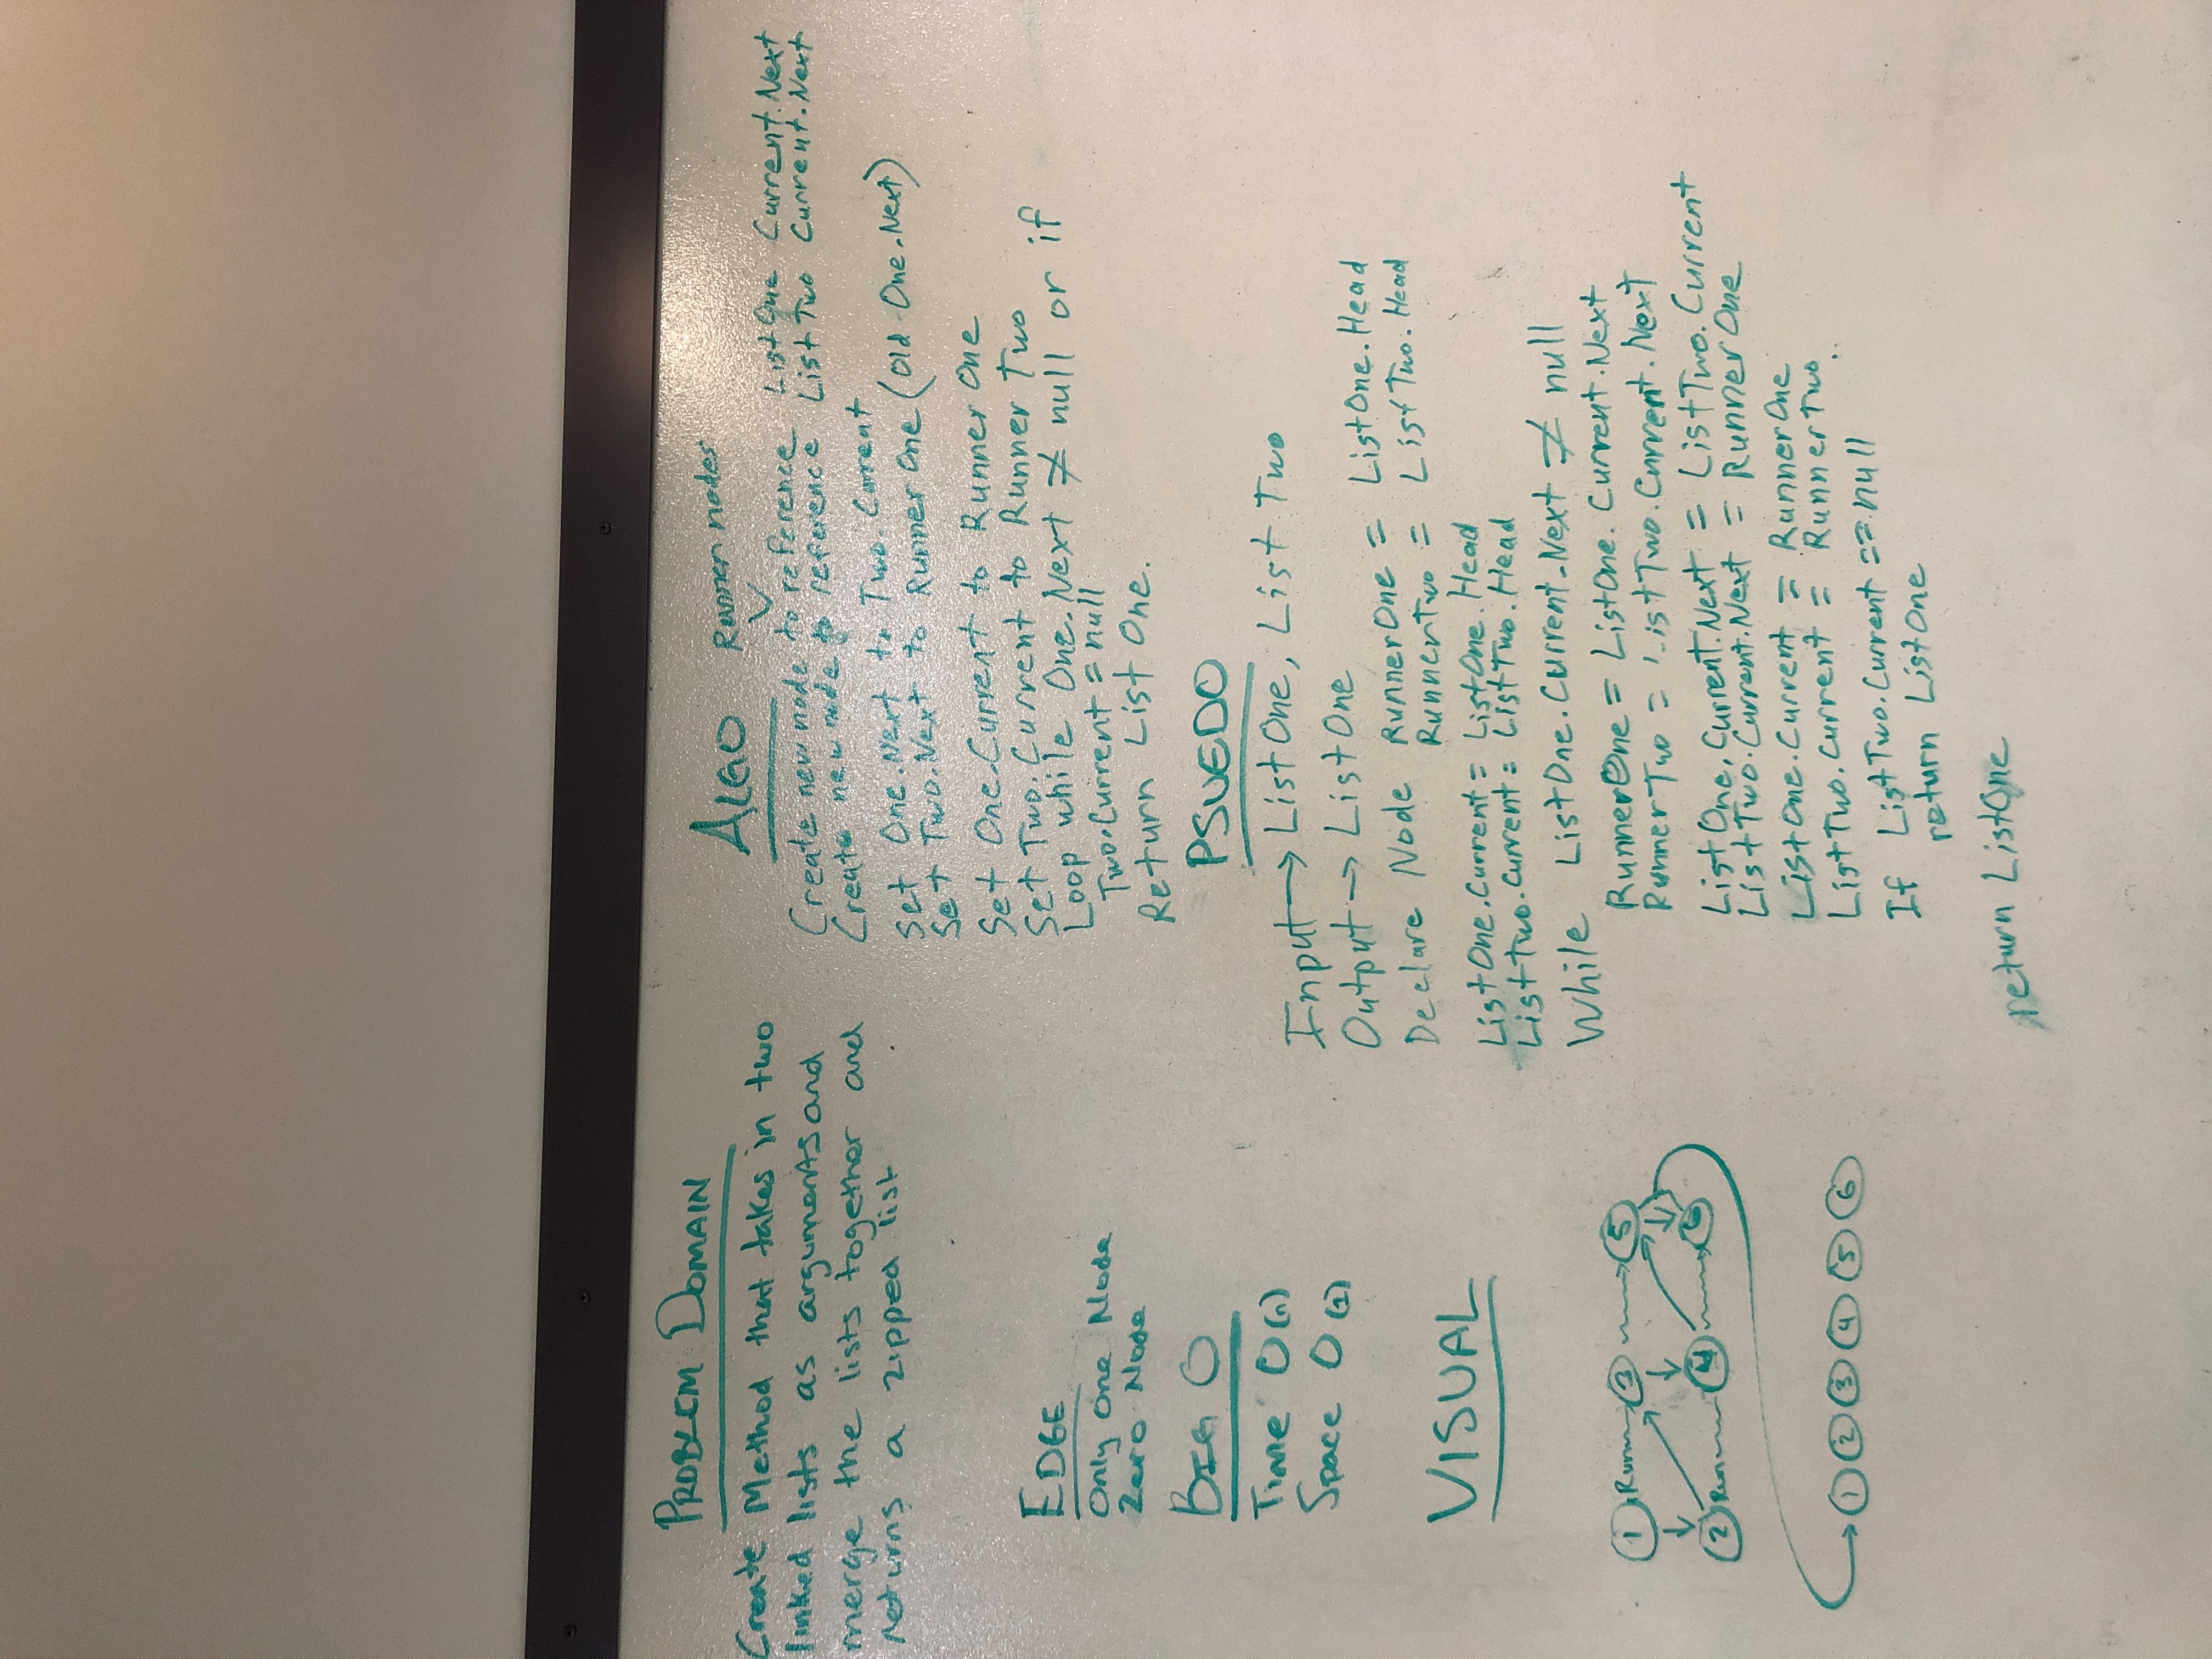 PROBLEM DOMAIN
Create Method that takes in two
linked lists as arguments and
merge the lists together and
returns a zipped list.
EDGE
Only One Node
Zero Node
BIG O
Time O(n)
Space O(1)
VISUAL
1 Runn 3 5
2 Runn 4 6
1 2 3 4 5 6
ALGO
Runner nodes
Create new node to reference ListOne Current.Next
Create new node to reference List Two Current.Next
Set One.Next to Two.Current
Set Two.Next to Runner One (old One.Next)
Set One.Current to Runner One
Set Two.Current to Runner Two
Loop while One.Next ≠ null or if
Two.Current = null
Return List One.
PSUEDO
Input → List One, List Two
Output → List One
Declare Node RunnerOne = ListOne.Head
RunnerTwo = ListTwo.Head
ListOne.Current = ListOne.Head
ListTwo.Current = ListTwo.Head
While ListOne.Current.Next ≠ null
RunnerOne = ListOne.Current.Next
RunnerTwo = ListTwo.Current.Next
ListOne.Current.Next = ListTwo.Current
ListTwo.Current.Next = RunnerOne
ListOne.Current = RunnerOne
ListTwo.Current = RunnerTwo
If ListTwo.Current == null
return ListOne
return ListOne